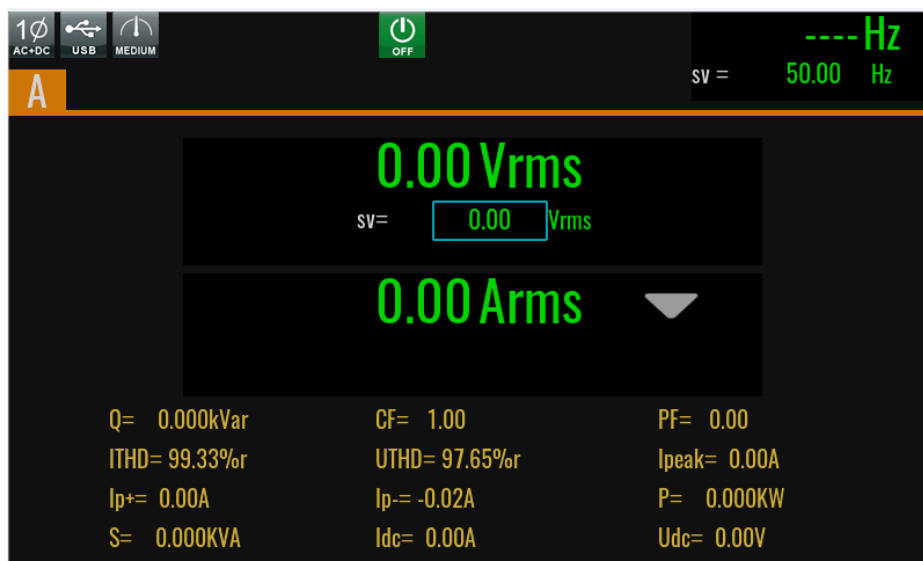 1Ø AC+DC USB MEDIUM OFF ----Hz
sv = 50.00 Hz
A
0.00 Vrms
sv= 0.00 Vrms
0.00 Arms
Q= 0.000kVar CF= 1.00 PF= 0.00
ITHD= 99.33%r UTHD= 97.65%r Ipeak= 0.00A
Ip+= 0.00A Ip-= -0.02A P= 0.000KW
S= 0.000KVA Idc= 0.00A Udc= 0.00V